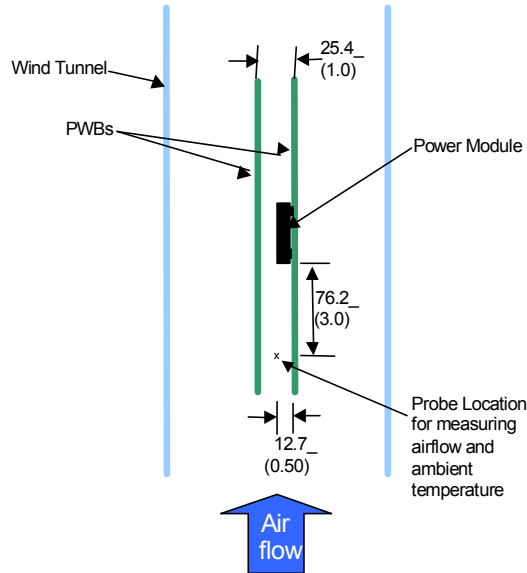 25.4_
(1.0)
Wind Tunnel
PWBs
Power Module
76.2_
(3.0)
x
Probe Location
for measuring
airflow and
ambient
temperature
12.7_
(0.50)
Air
flow